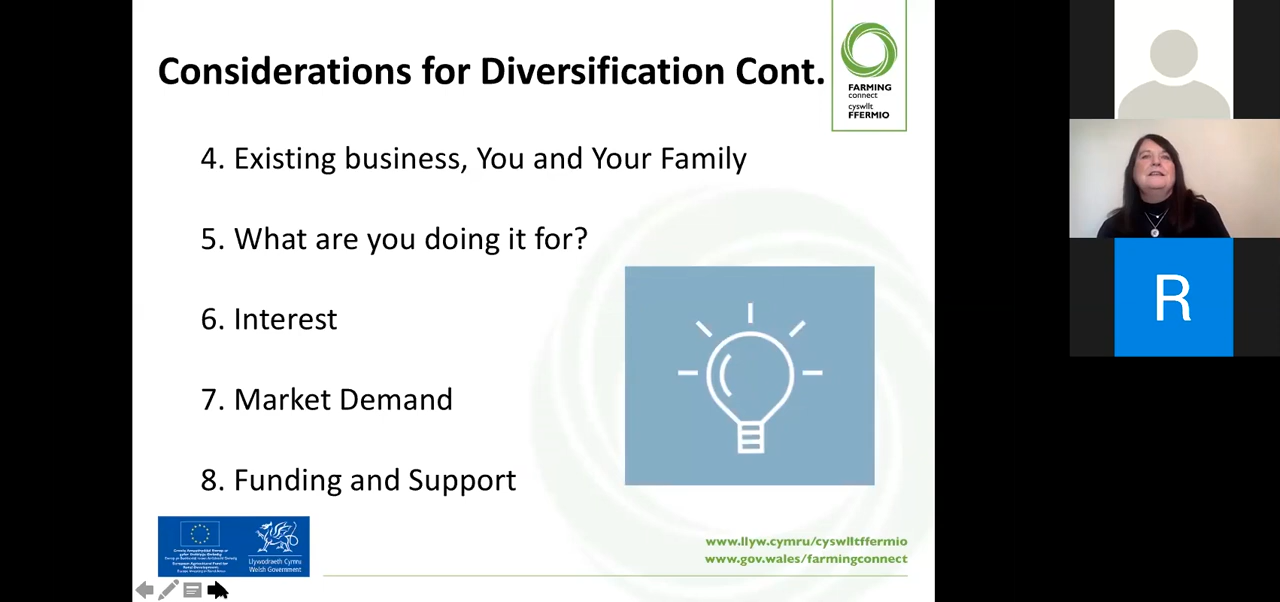 Considerations for Diversification Cont.
FARMING
connect
cyswllt
FFERMIO
4. Existing business, You and Your Family
5. What are you doing it for?
6. Interest
7. Market Demand
8. Funding and Support
R
Llywodraeth Cymru
Welsh Government
www.llyw.cymru/cyswlltffermio
www.gov.wales/farmingconnect